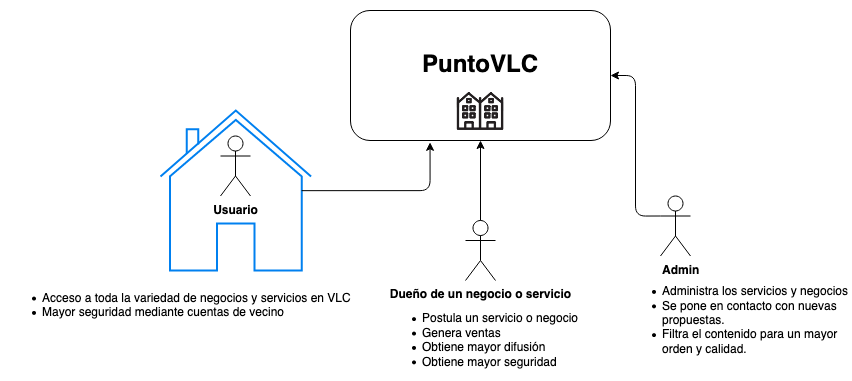 PuntoVLC
Usuario
• Acceso a toda la variedad de negocios y servicios en VLC
• Mayor seguridad mediante cuentas de vecino
Dueño de un negocio o servicio
• Postula un servicio o negocio
• Genera ventas
• Obtiene mayor difusión
• Obtiene mayor seguridad
Admin
• Administra los servicios y negocios
• Se pone en contacto con nuevas
propuestas.
• Filtra el contenido para un mayor
orden y calidad.